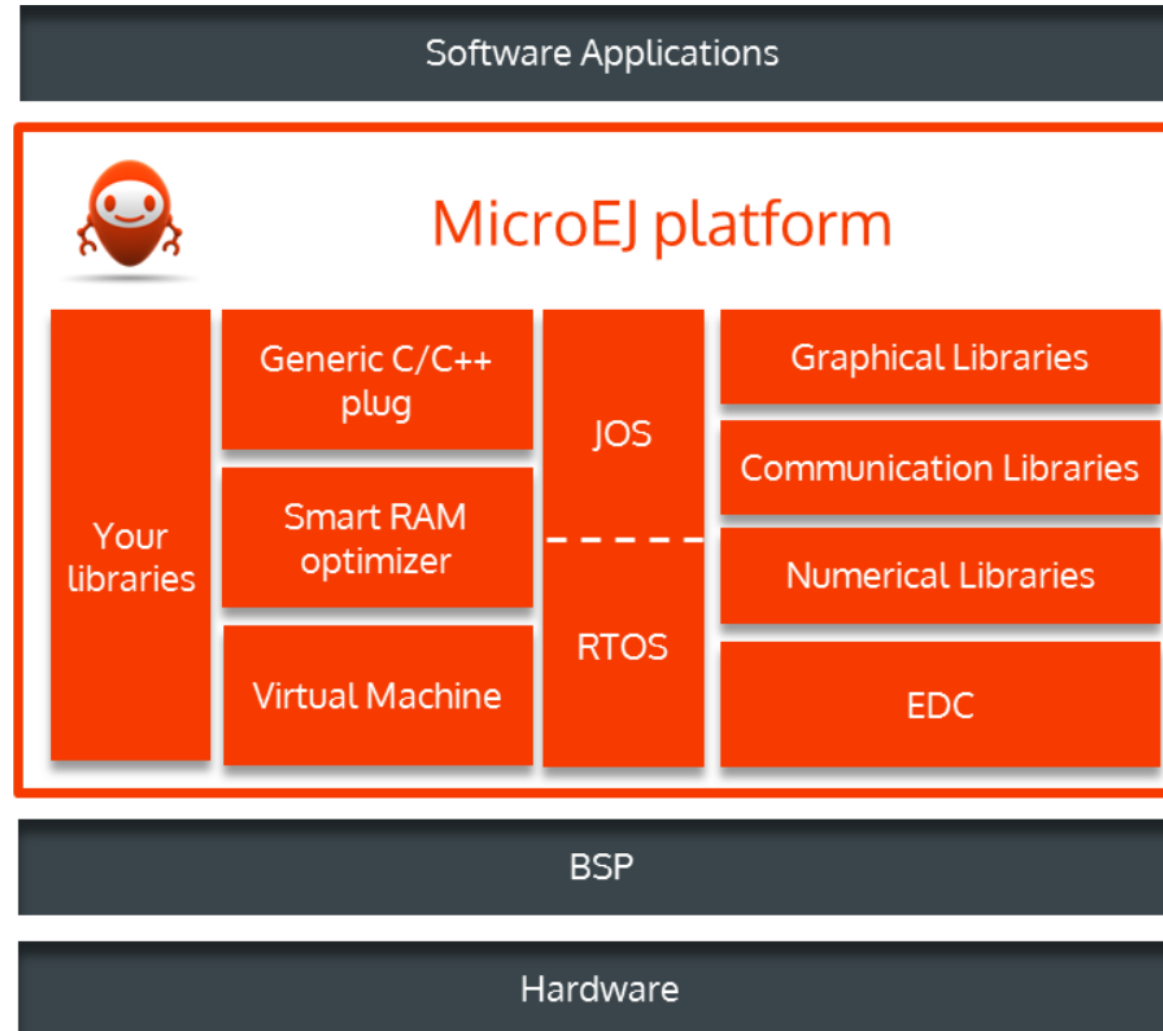 Software Applications
MicroEJ platform
Your
libraries
Generic C/C++
plug
Smart RAM
optimizer
Virtual Machine
JOS
RTOS
Graphical Libraries
Communication Libraries
Numerical Libraries
EDC
BSP
Hardware